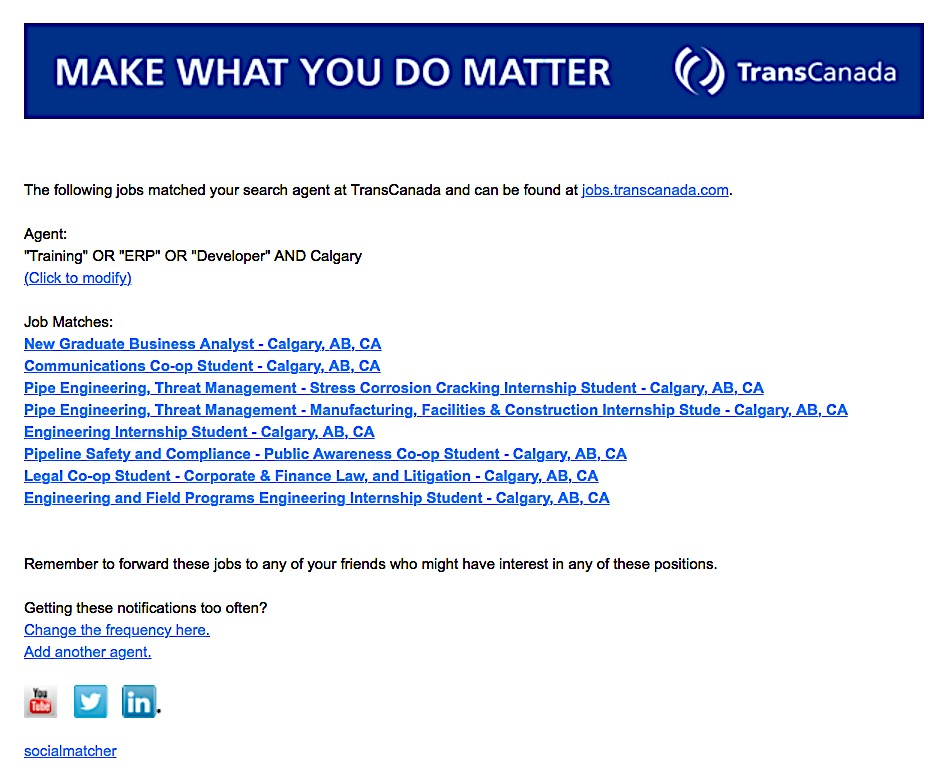 MAKE WHAT YOU DO MATTER TransCanada
The following jobs matched your search agent at TransCanada and can be found at jobs.transcanada.com.
Agent:
"Training" OR "ERP" OR "Developer" AND Calgary
(Click to modify)
Job Matches:
New Graduate Business Analyst - Calgary, AB, CA
Communications Co-op Student - Calgary, AB, CA
Pipe Engineering, Threat Management - Stress Corrosion Cracking Internship Student - Calgary, AB, CA
Pipe Engineering, Threat Management - Manufacturing, Facilities & Construction Internship Stude - Calgary, AB, CA
Engineering Internship Student - Calgary, AB, CA
Pipeline Safety and Compliance - Public Awareness Co-op Student - Calgary, AB, CA
Legal Co-op Student - Corporate & Finance Law, and Litigation - Calgary, AB, CA
Engineering and Field Programs Engineering Internship Student - Calgary, AB, CA
Remember to forward these jobs to any of your friends who might have interest in any of these positions.
Getting these notifications too often?
Change the frequency here.
Add another agent.
You
Tube in.
socialmatcher